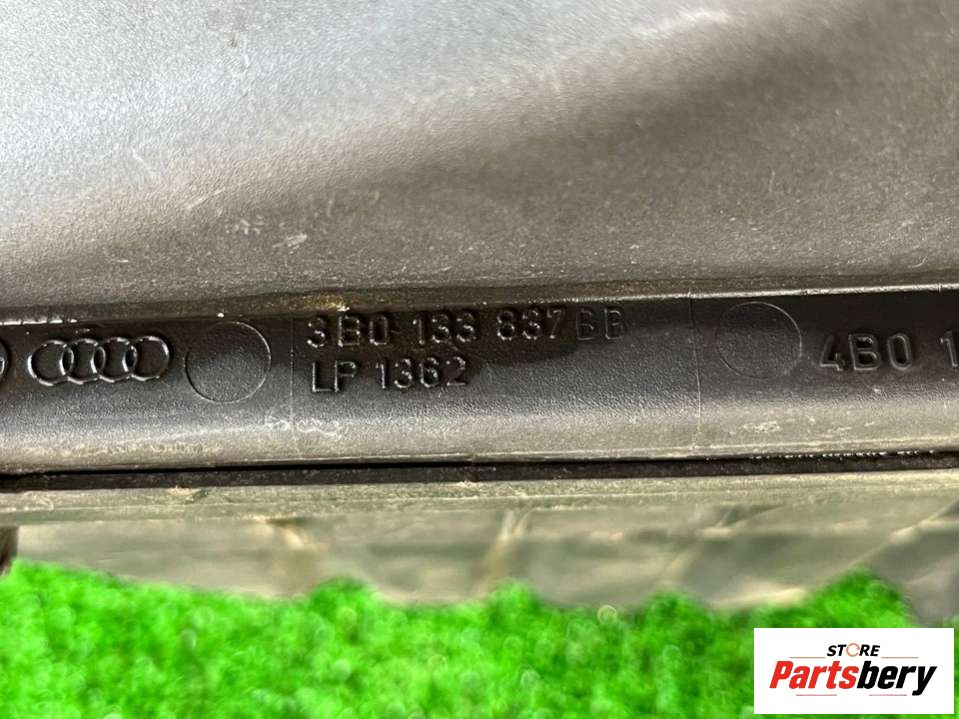 3B0 133 837 BB
LP 1362
4B0 1
STORE
Partsbery